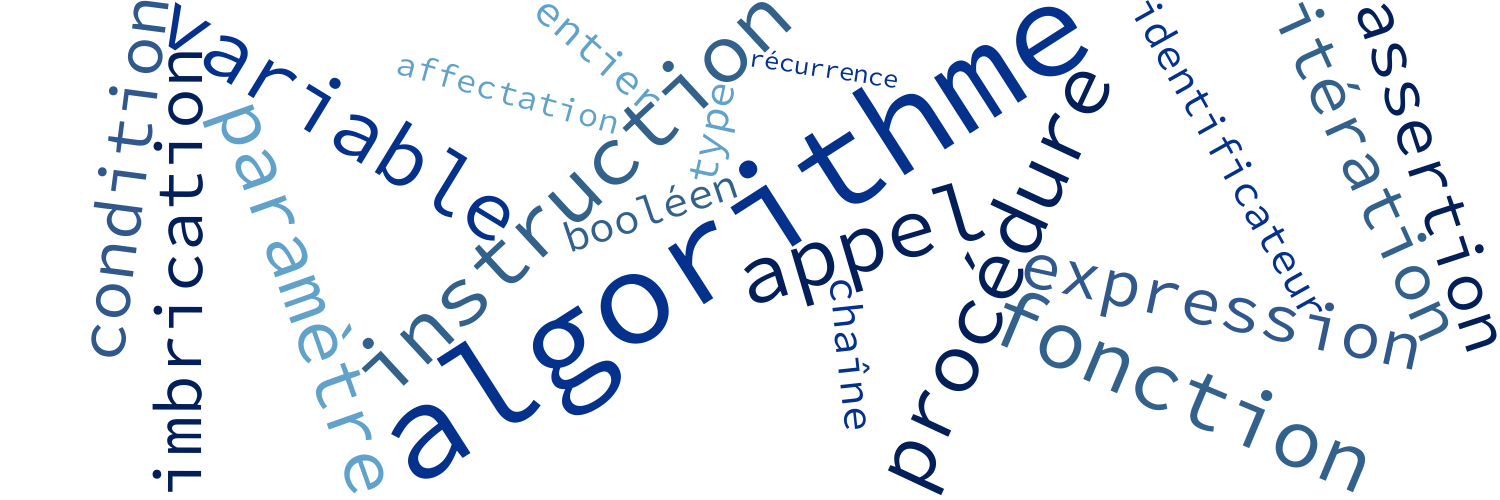 condition
imbrication
variable
paramètre
affectation
entier
instruction
type
booléen
récurrence
algorithme
appel
chaîne
procédure
expression
fonction
identificateur
itération
assertion